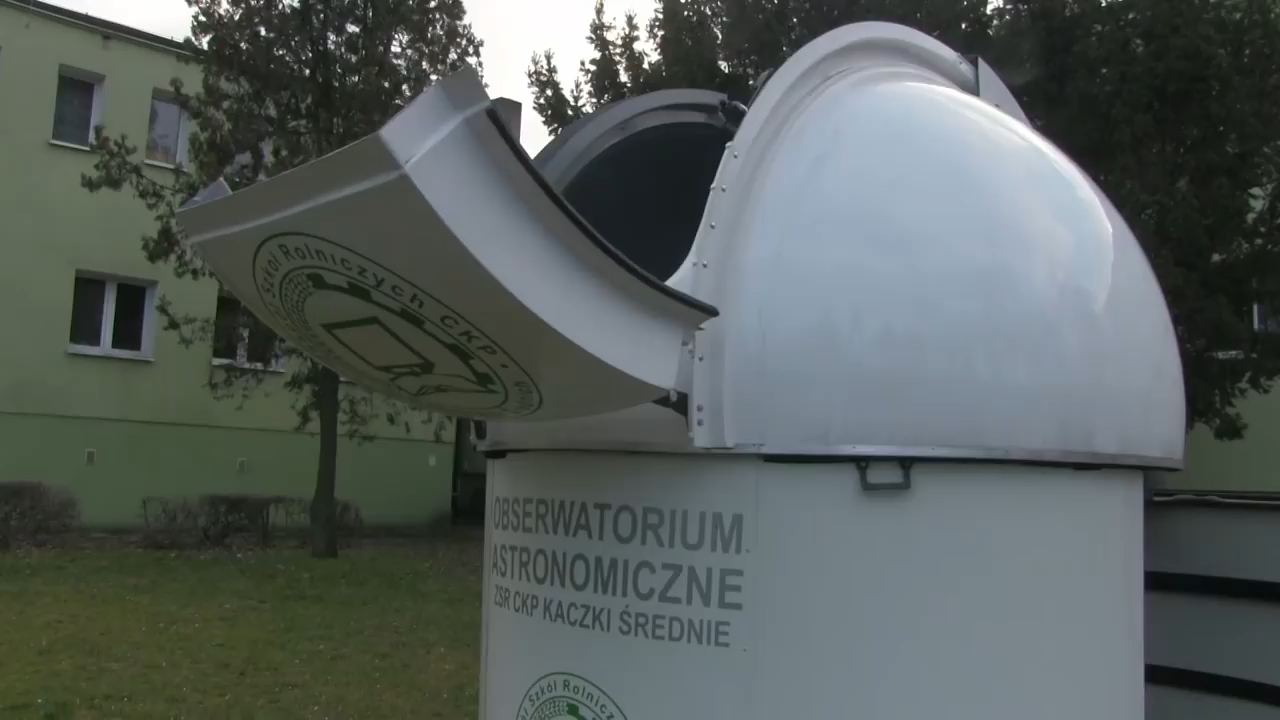 Szkół Rolniczych CKP •
OBSERWATORIUM
ASTRONOMICZNE
ZSR CKP KACZKI ŚREDNIE
Szkół Rolnicz